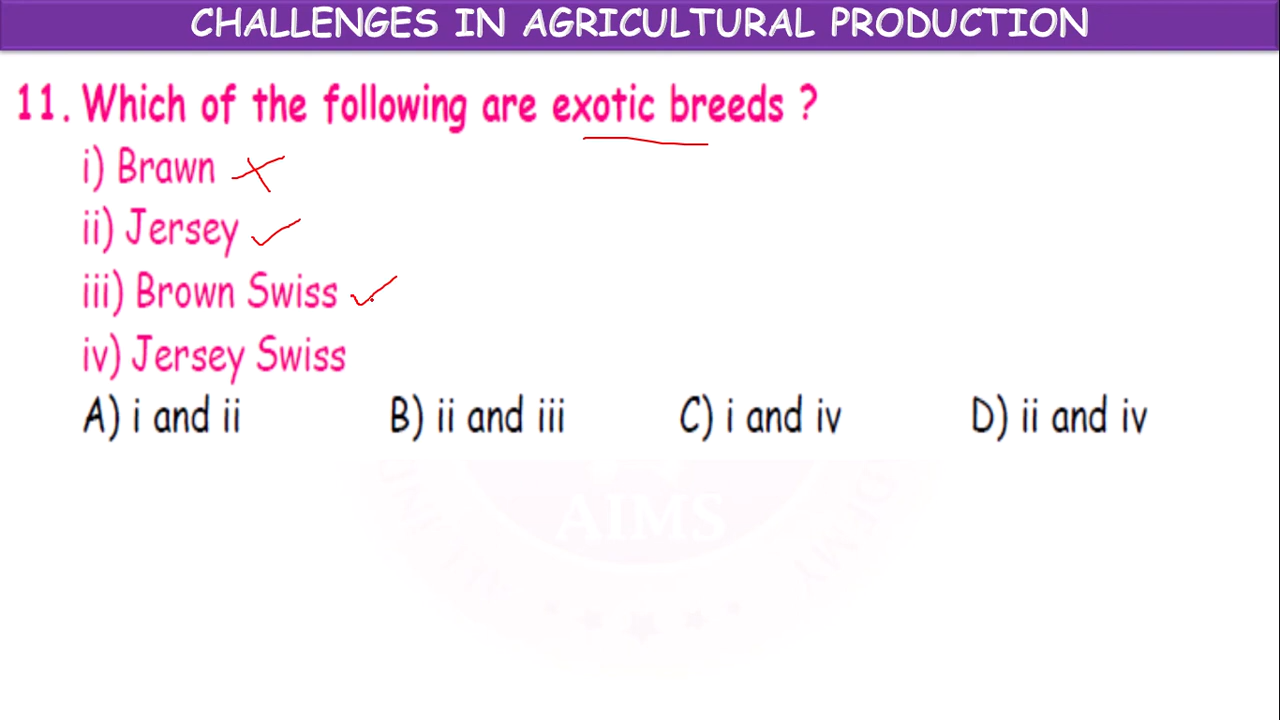 CHALLENGES IN AGRICULTURAL PRODUCTION
11. Which of the following are exotic breeds ?
i) Brawn
ii) Jersey
iii) Brown Swiss
iv) Jersey Swiss
A) i and ii B) ii and iii C) i and iv D) ii and iv
AIMS